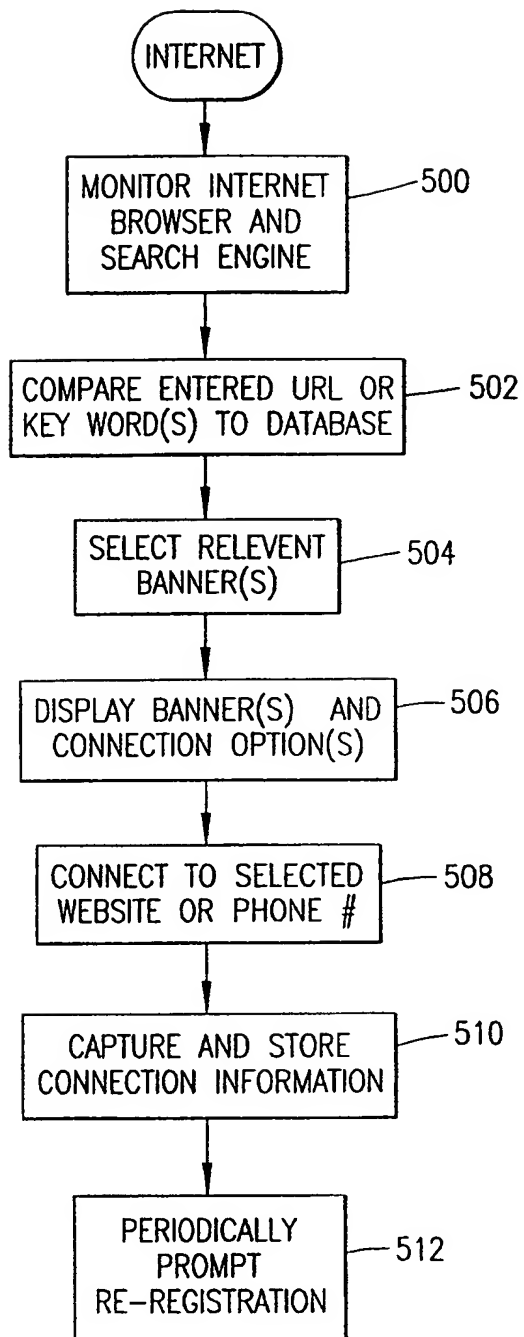 INTERNET
MONITOR INTERNET
BROWSER AND
SEARCH ENGINE
500
COMPARE ENTERED URL OR
KEY WORD(S) TO DATABASE
502
SELECT RELEVENT
BANNER(S)
504
DISPLAY BANNER(S) AND
CONNECTION OPTION(S)
506
CONNECT TO SELECTED
WEBSITE OR PHONE #
508
CAPTURE AND STORE
CONNECTION INFORMATION
510
PERIODICALLY
PROMPT
RE-REGISTRATION
512